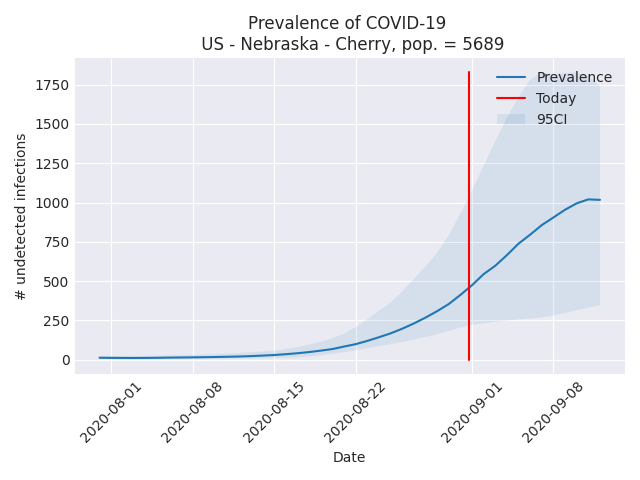 Prevalence of COVID-19
US - Nebraska - Cherry, pop. = 5689
Prevalence
Today
95CI
1750
1500
1250
1000
750
500
250
0
# undetected infections
2020-08-01
2020-08-08
2020-08-15
2020-08-22
2020-09-01
2020-09-08
Date